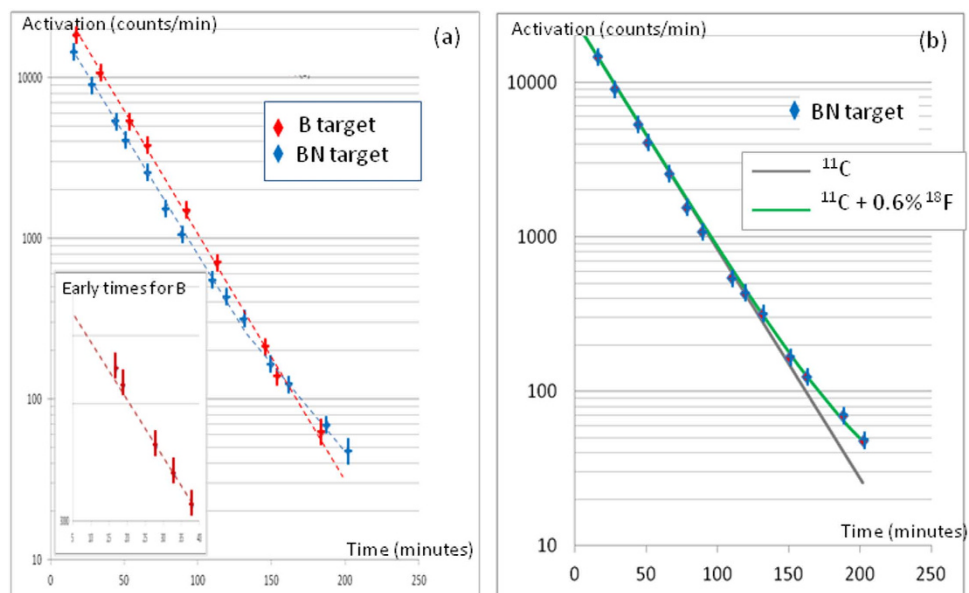 Activation (counts/min)
(a)
10000
B target
BN target
1000
Early times for B
100
10
0
50
100
150
200
250
Time (minutes)
Activation (counts/min)
(b)
10000
BN target
¹¹C
¹¹C + 0.6% ¹⁸F
1000
100
Time (minutes)
10
0
50
100
150
200
250